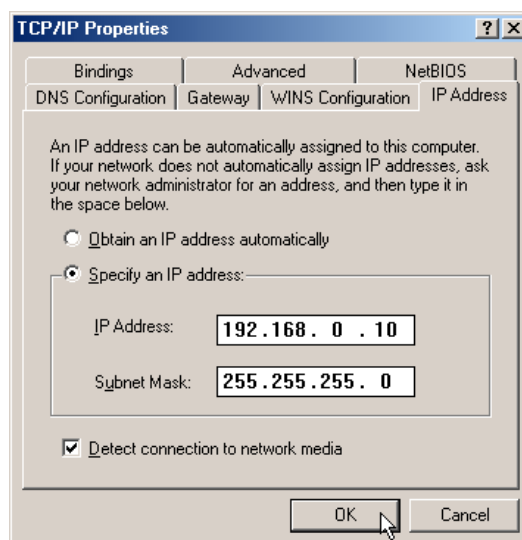 TCP/IP Properties
Bindings Advanced NetBIOS
DNS Configuration Gateway WINS Configuration IP Address
An IP address can be automatically assigned to this computer.
If your network does not automatically assign IP addresses, ask
your network administrator for an address, and then type it in
the space below.
Obtain an IP address automatically
Specify an IP address:
IP Address: 192.168. 0 .10
Subnet Mask: 255.255.255. 0
Detect connection to network media
OK Cancel